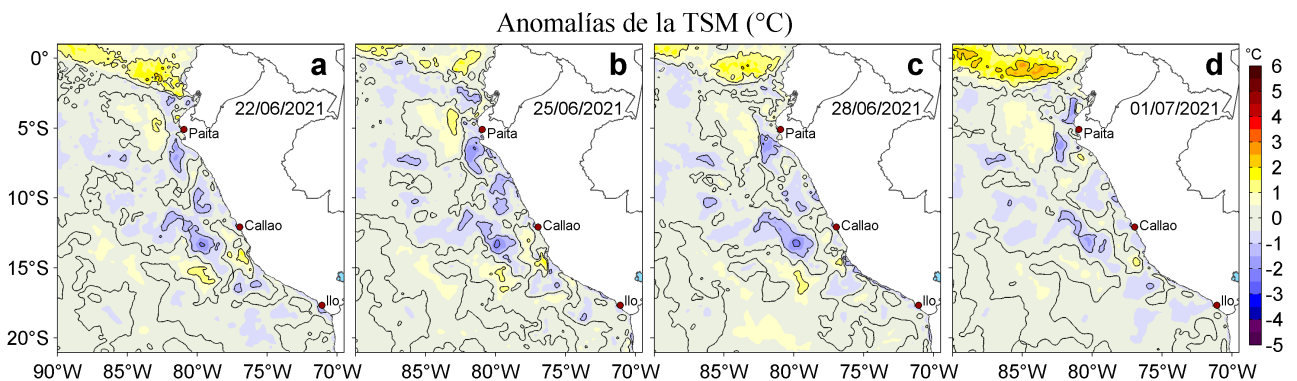 Anomalías de la TSM (°C)
a
b
c
d
°C
22/06/2021
25/06/2021
28/06/2021
01/07/2021
Paita
Paita
Paita
Paita
Callao
Callao
Callao
Callao
Ilo
Ilo
Ilo
Ilo
0°
5°S
10°S
15°S
20°S
90°W 85°W 80°W 75°W 70°W 85°W 80°W 75°W 70°W 85°W 80°W 75°W 70°W 85°W 80°W 75°W 70°W
6
5
4
3
2
1
0
-1
-2
-3
-4
-5